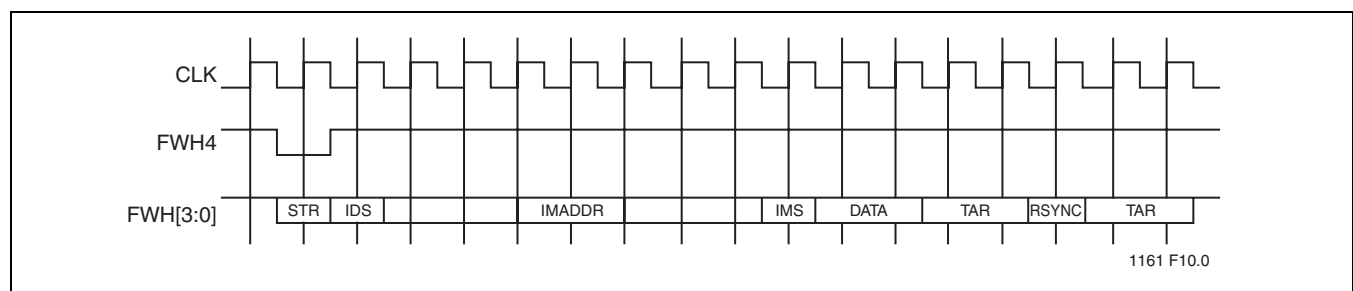 CLK
FWH4
FWH[3:0]
STR IDS IMADDR IMS DATA TAR RSYNC TAR
1161 F10.0